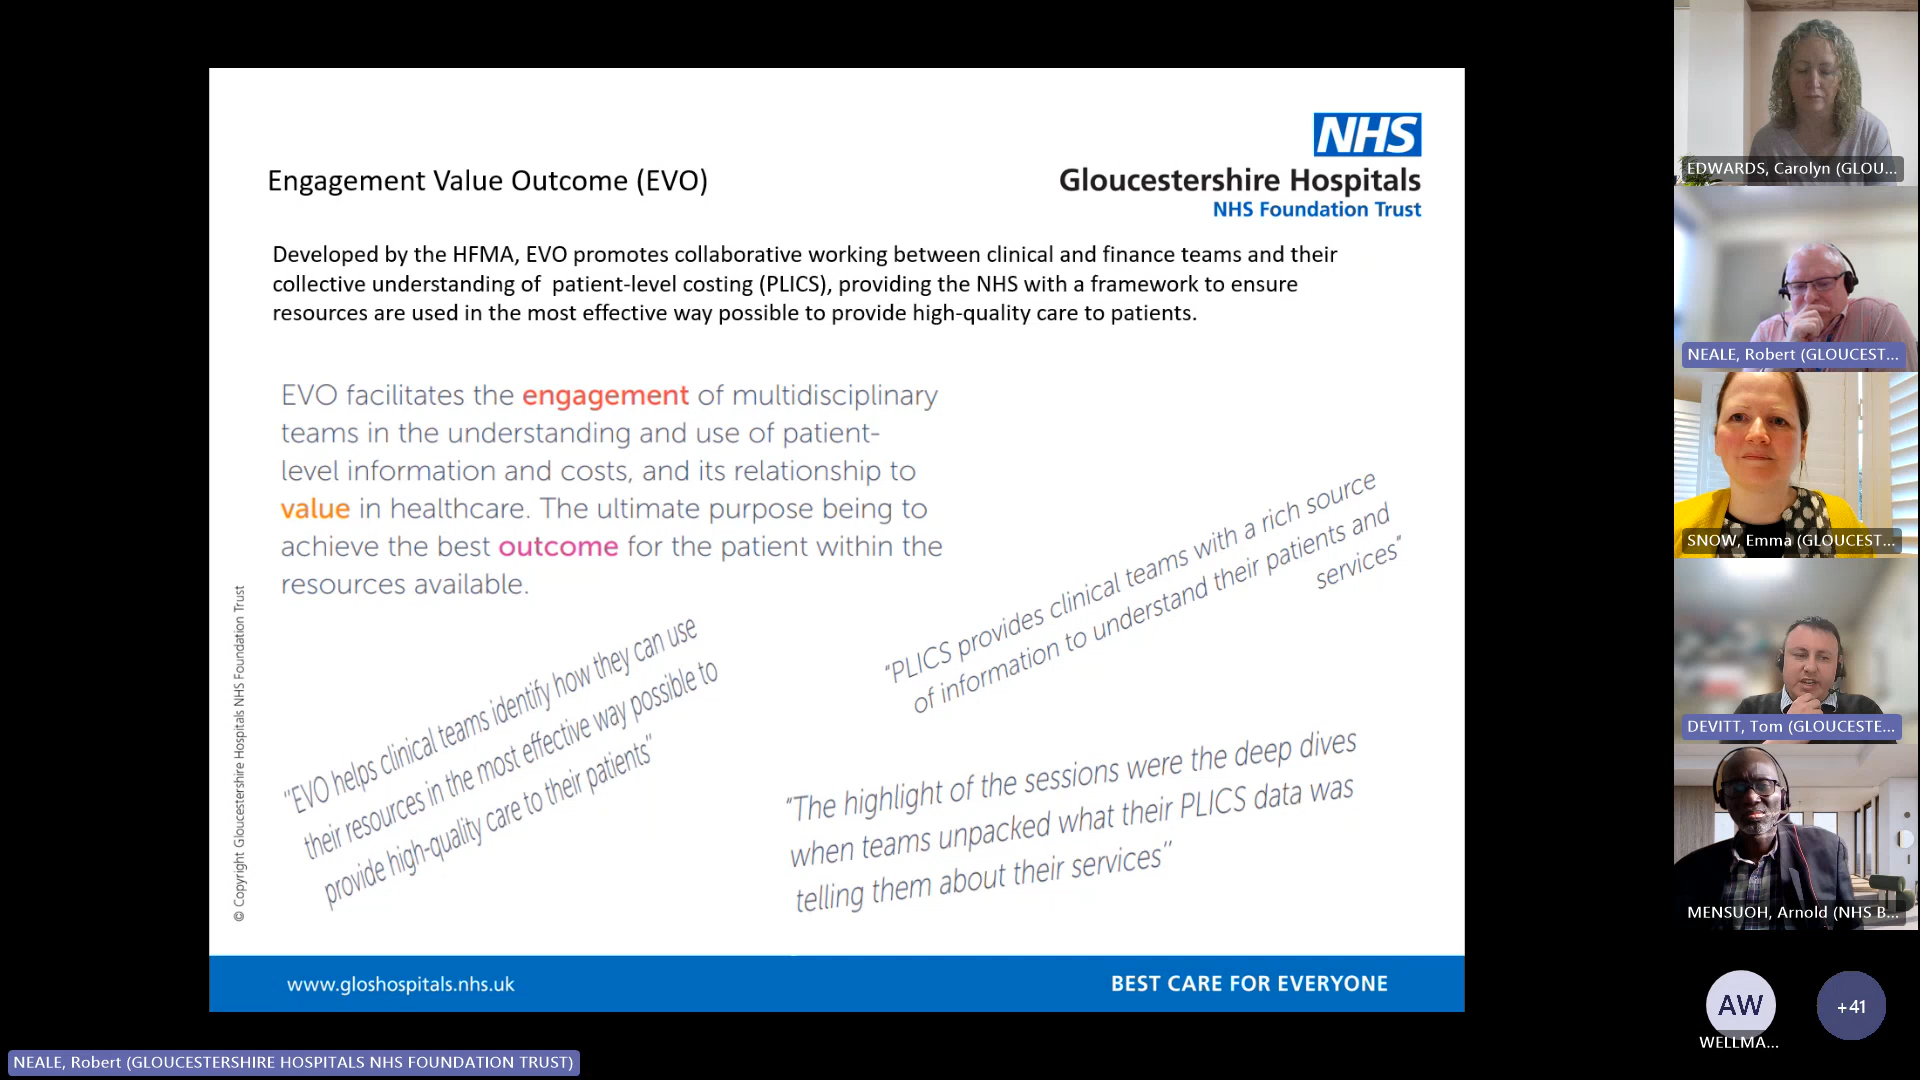 NHS
Gloucestershire Hospitals
NHS Foundation Trust
Engagement Value Outcome (EVO)
Developed by the HFMA, EVO promotes collaborative working between clinical and finance teams and their
collective understanding of  patient-level costing (PLICS), providing the NHS with a framework to ensure
resources are used in the most effective way possible to provide high-quality care to patients.
EVO facilitates the engagement of multidisciplinary
teams in the understanding and use of patient-
level information and costs, and its relationship to
value in healthcare. The ultimate purpose being to
achieve the best outcome for the patient within the
resources available.
"PLICS provides clinical teams with a rich source
of information to understand their patients and
services"
"EVO helps clinical teams identify how they can use
their resources in the most effective way possible to
provide high-quality care to their patients"
"The highlight of the sessions were the deep dives
when teams unpacked what their PLICS data was
telling them about their services"
© Copyright Gloucestershire Hospitals NHS Foundation Trust
www.gloshospitals.nhs.uk
BEST CARE FOR EVERYONE
EDWARDS, Carolyn (GLOU...
NEALE, Robert (GLOUCEST...
SNOW, Emma (GLOUCEST...
DEVITT, Tom (GLOUCESTE...
MENSUOH, Arnold (NHS B...
AW
WELLMA...
+41
NEALE, Robert (GLOUCESTERSHIRE HOSPITALS NHS FOUNDATION TRUST)